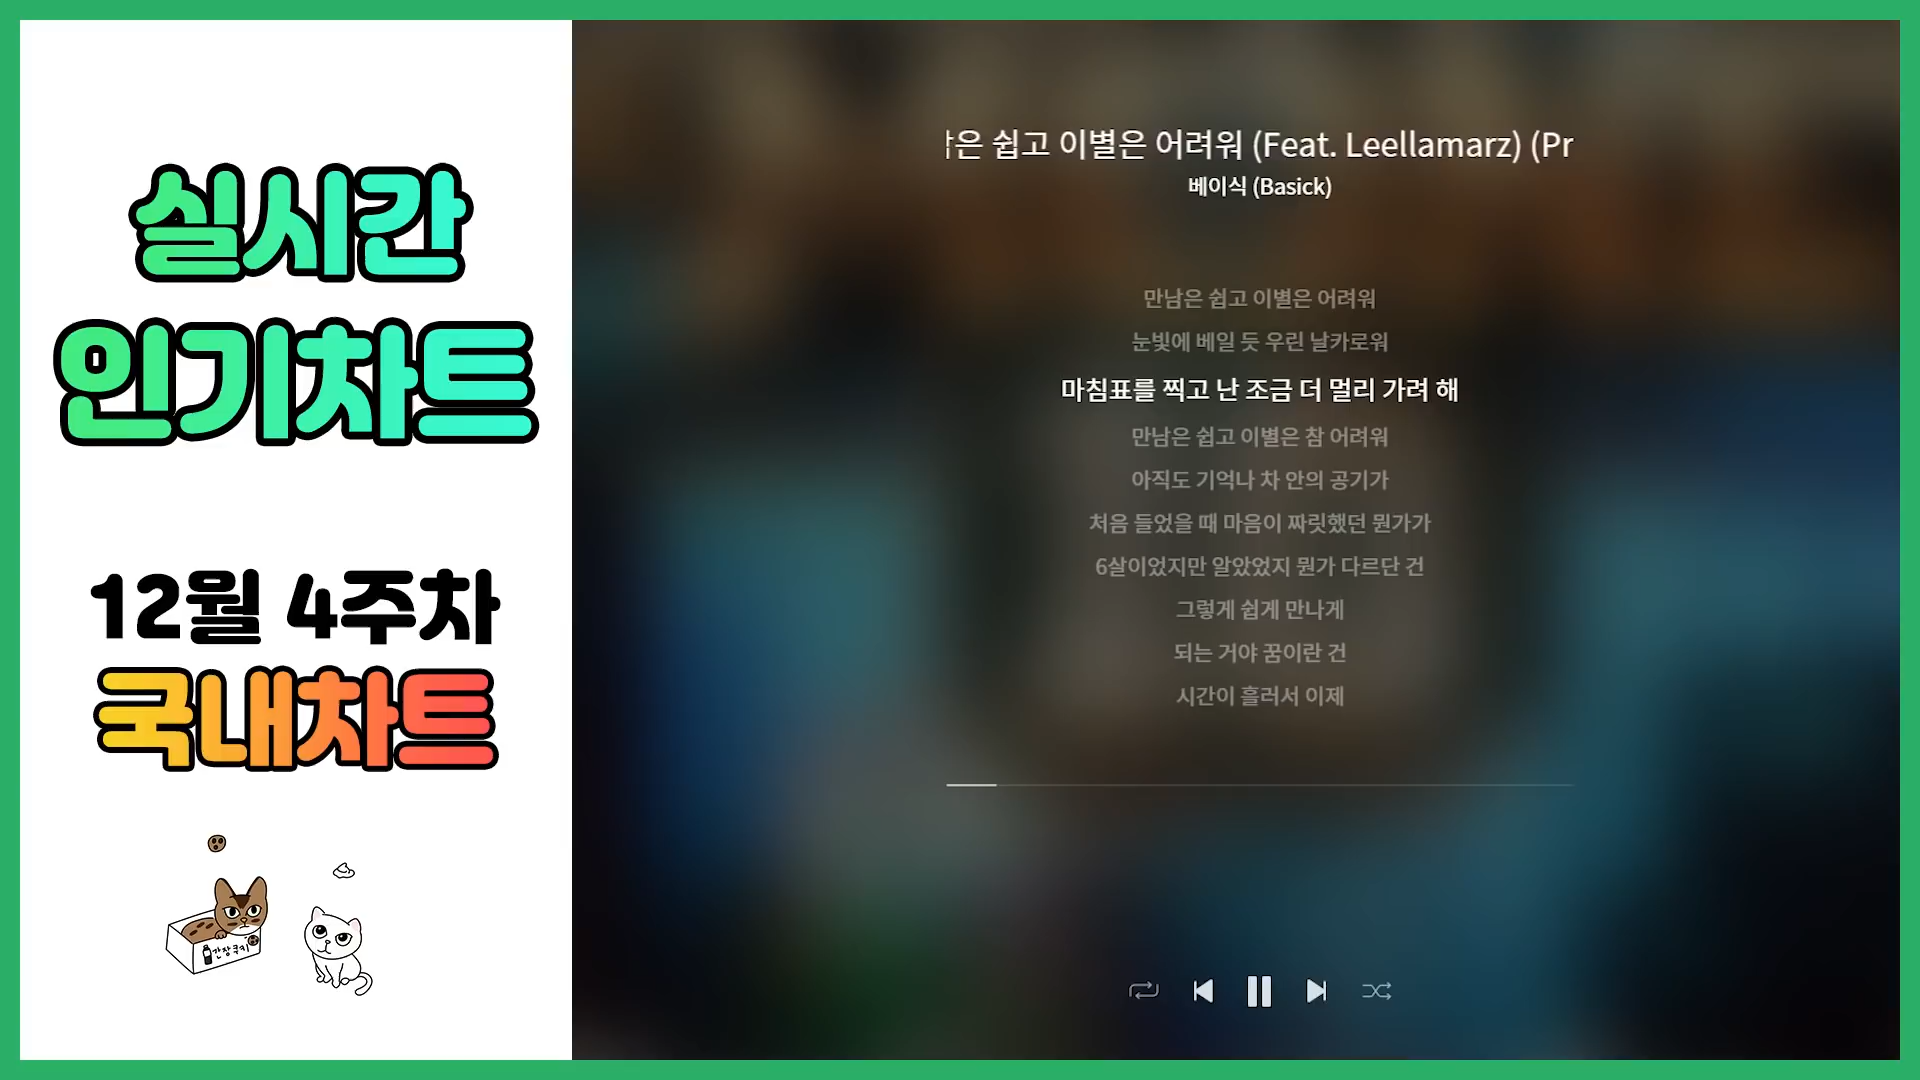 실시간
인기차트
12월 4주차
국내차트
간장쿡키
은 쉽고 이별은 어려워 (Feat. Leellamarz) (Pr
베이식 (Basick)
만남은 쉽고 이별은 어려워
눈빛에 베일 듯 우린 날카로워
마침표를 찍고 난 조금 더 멀리 가려 해
만남은 쉽고 이별은 참 어려워
아직도 기억나 차 안의 공기가
처음 들었을 때 마음이 짜릿했던 뭔가가
6살이었지만 알았었지 뭔가 다르단 건
그렇게 쉽게 만나게
되는 거야 꿈이란 건
시간이 흘러서 이제